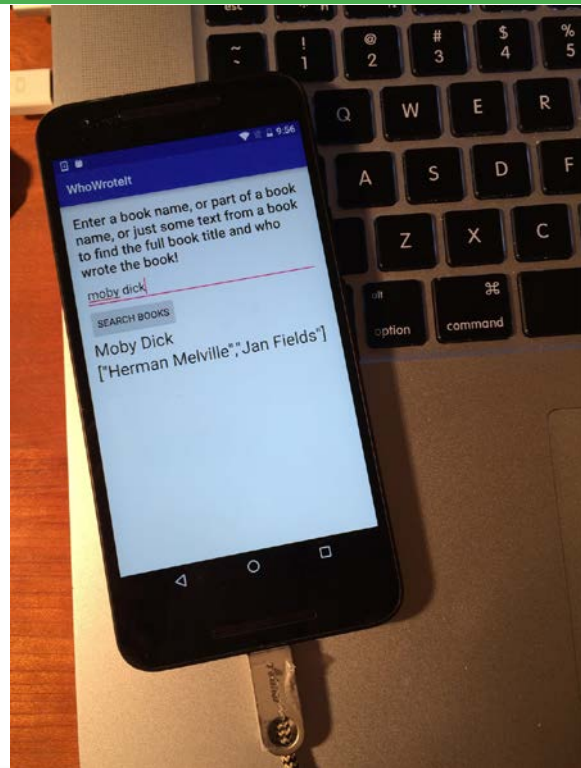 esc
~
`
!
1
@
2
#
3
$
4
%
5
Q
W
E
R
A
S
D
F
Z
X
C
alt
option
⌘
command
9:56
WhoWroteIt
Enter a book name, or part of a book
name, or just some text from a book
to find the full book title and who
wrote the book!
moby dick
SEARCH BOOKS
Moby Dick
["Herman Melville","Jan Fields"]